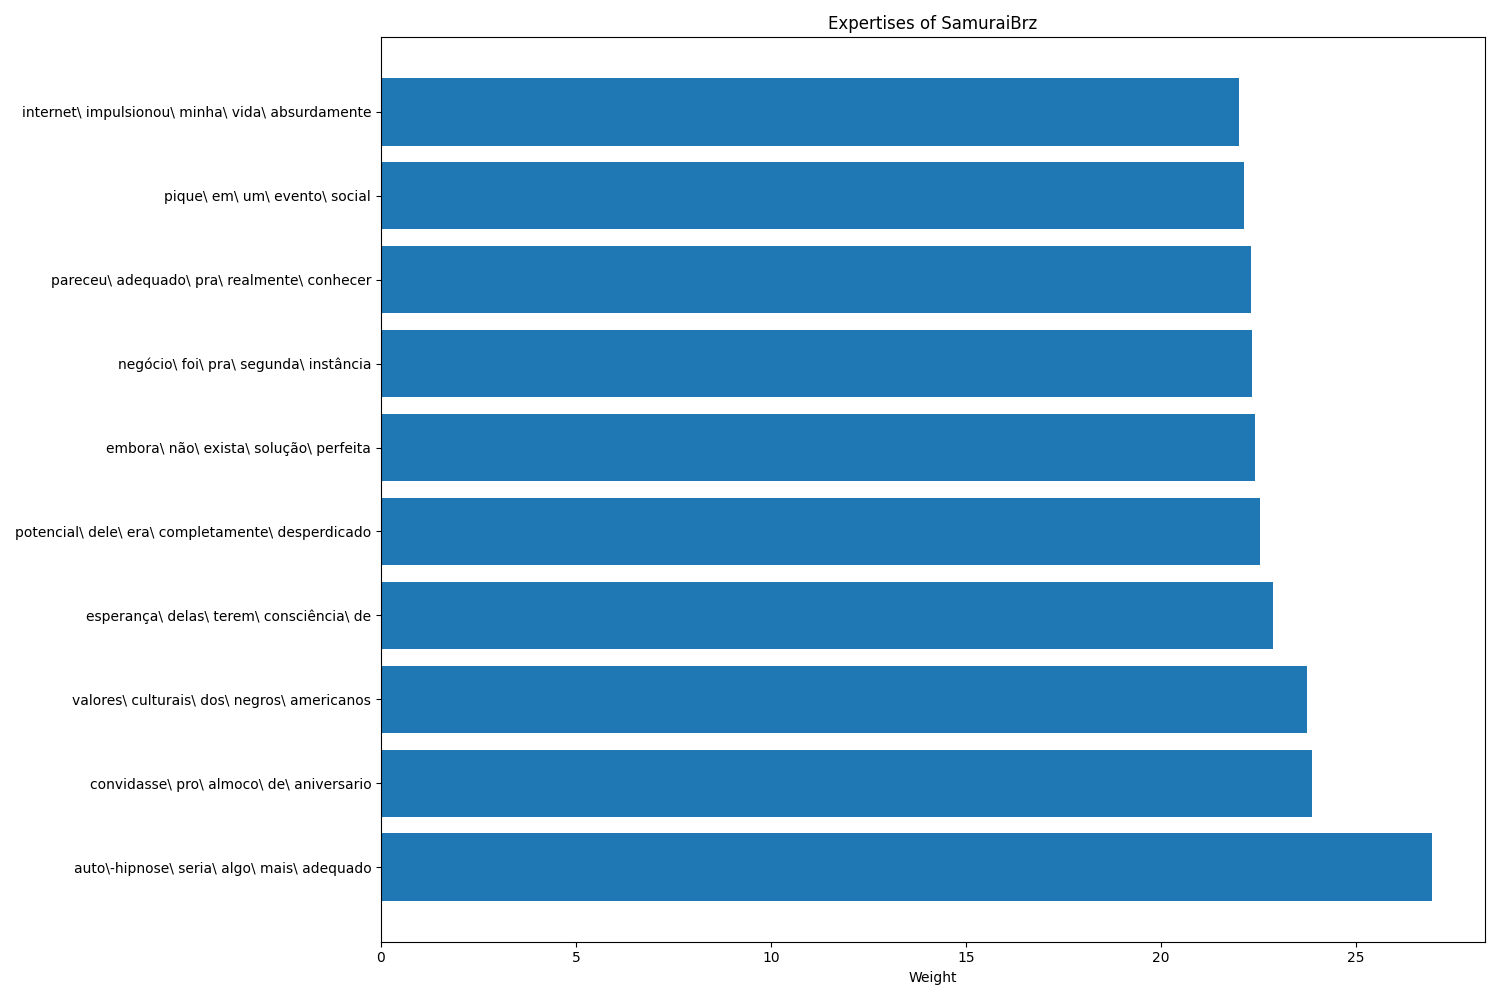 Expertises of SamuraiBrz
internet\ impulsionou\ minha\ vida\ absurdamente
pique\ em\ um\ evento\ social
pareceu\ adequado\ pra\ realmente\ conhecer
negócio\ foi\ pra\ segunda\ instância
embora\ não\ exista\ solução\ perfeita
potencial\ dele\ era\ completamente\ desperdicado
esperança\ delas\ terem\ consciência\ de
valores\ culturais\ dos\ negros\ americanos
convidasse\ pro\ almoco\ de\ aniversario
auto\-hipnose\ seria\ algo\ mais\ adequado
0 5 10 15 20 25
Weight